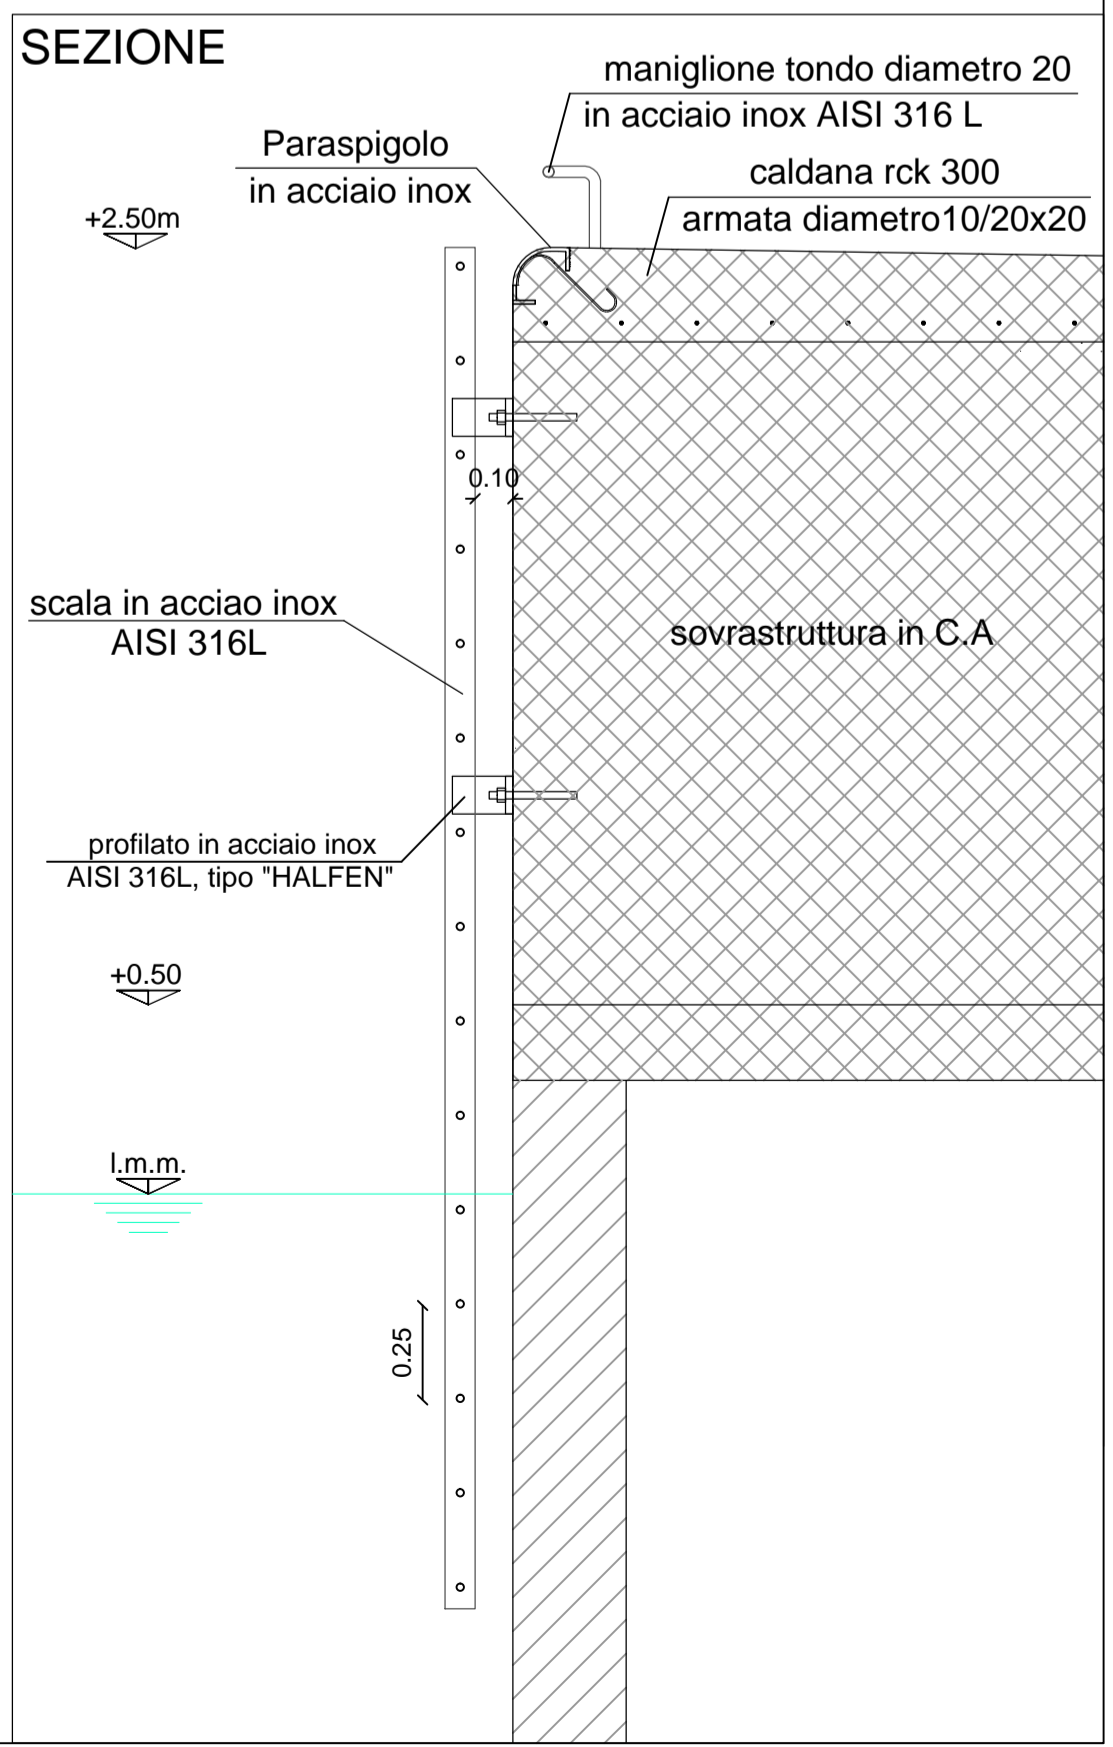 SEZIONE
maniglione tondo diametro 20
in acciaio inox AISI 316 L
Paraspigolo
in acciaio inox
caldana rck 300
armata diametro10/20x20
+2.50m
0.10
scala in acciao inox
AISI 316L
sovrastruttura in C.A
profilato in acciaio inox
AISI 316L, tipo "HALFEN"
+0.50
l.m.m.
0.25